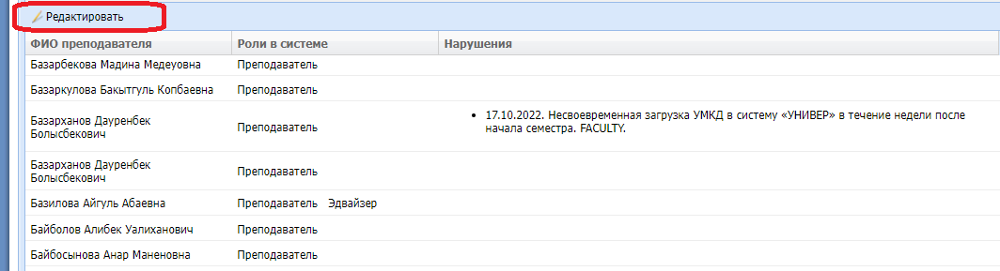 Редактировать
ФИО преподавателя Роли в системе Нарушения
Базарбекова Мадина Медеуовна Преподаватель
Базаркулова Бакытгуль Копбаевна Преподаватель
Базарханов Дауренбек Болысбекович Преподаватель
• 17.10.2022. Несвоевременная загрузка УМКД в систему «УНИВЕР» в течение недели после
начала семестра. FACULTY.
Базарханов Дауренбек
Болысбекович Преподаватель
Базилова Айгуль Абаевна Преподаватель Эдвайзер
Байболов Алибек Уалиханович Преподаватель
Байбосынова Анар Маненовна Преподаватель